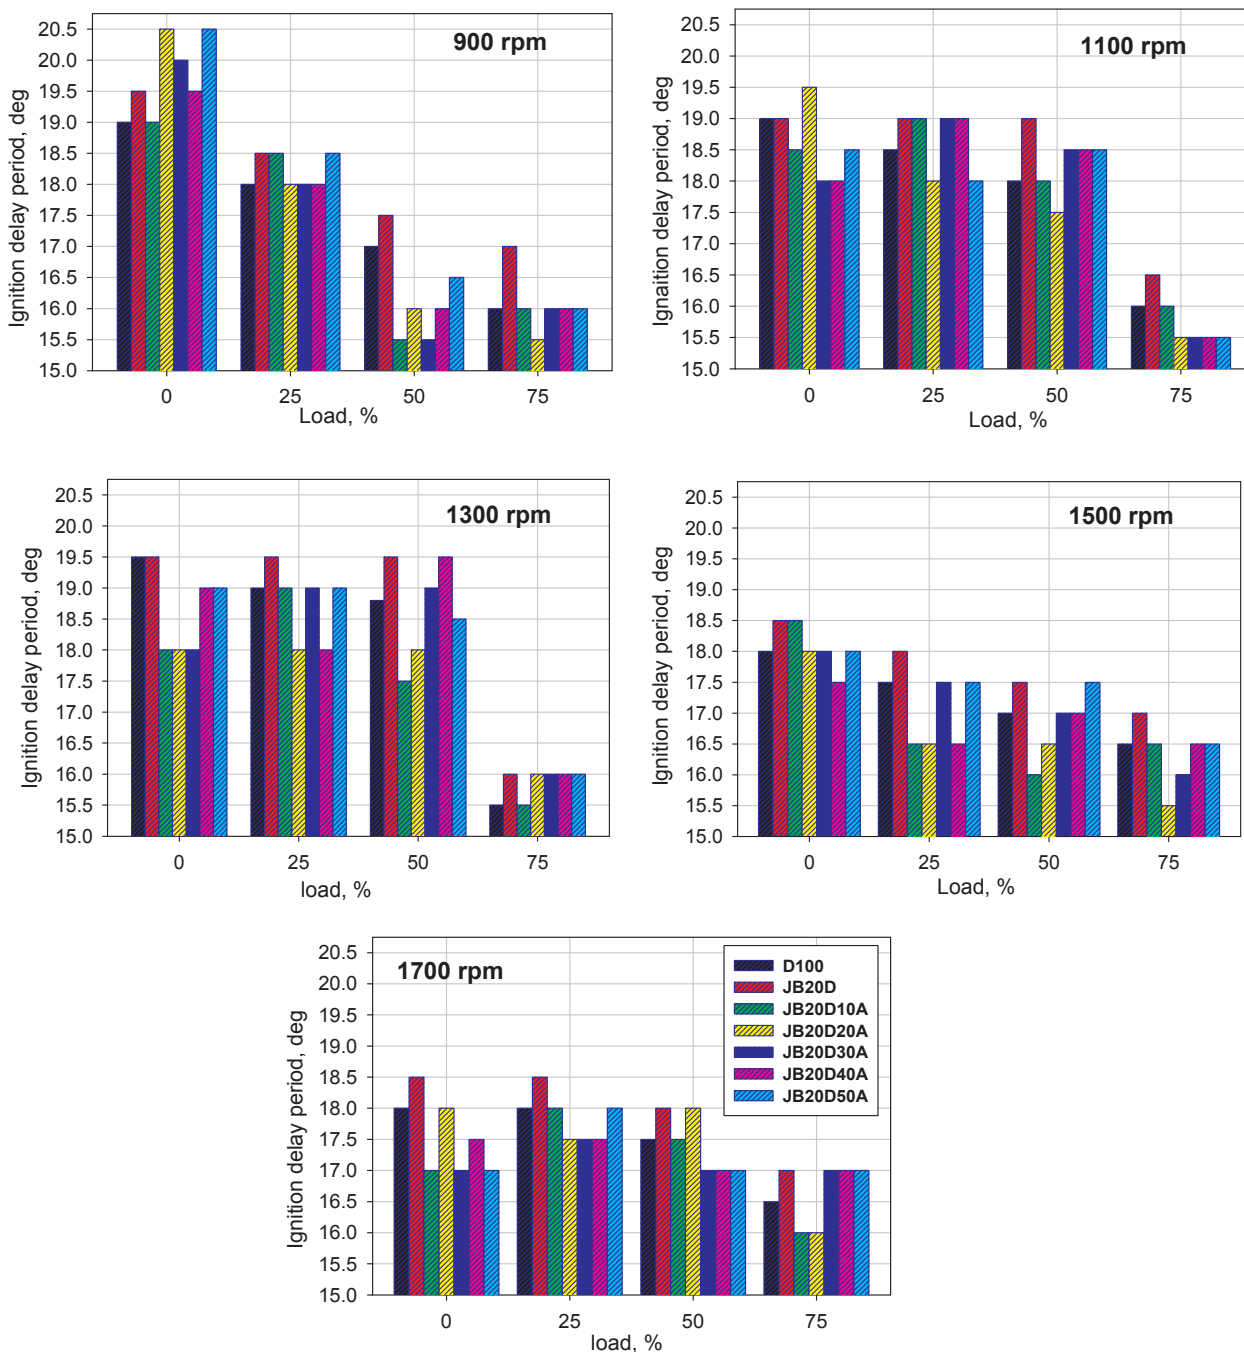 900 rpm
Ignition delay period, deg
20.5
20.0
19.5
19.0
18.5
18.0
17.5
17.0
16.5
16.0
15.5
15.0
0 25 50 75
Load, %
1100 rpm
Ignaition delay period, deg
20.5
20.0
19.5
19.0
18.5
18.0
17.5
17.0
16.5
16.0
15.5
15.0
0 25 50 75
Load, %
1300 rpm
Ignition delay period, deg
20.5
20.0
19.5
19.0
18.5
18.0
17.5
17.0
16.5
16.0
15.5
15.0
0 25 50 75
load, %
1500 rpm
Ignition delay period, deg
20.5
20.0
19.5
19.0
18.5
18.0
17.5
17.0
16.5
16.0
15.5
15.0
0 25 50 75
Load, %
1700 rpm
Ignition delay period, deg
20.5
20.0
19.5
19.0
18.5
18.0
17.5
17.0
16.5
16.0
15.5
15.0
D100
JB20D
JB20D10A
JB20D20A
JB20D30A
JB20D40A
JB20D50A
0 25 50 75
load, %